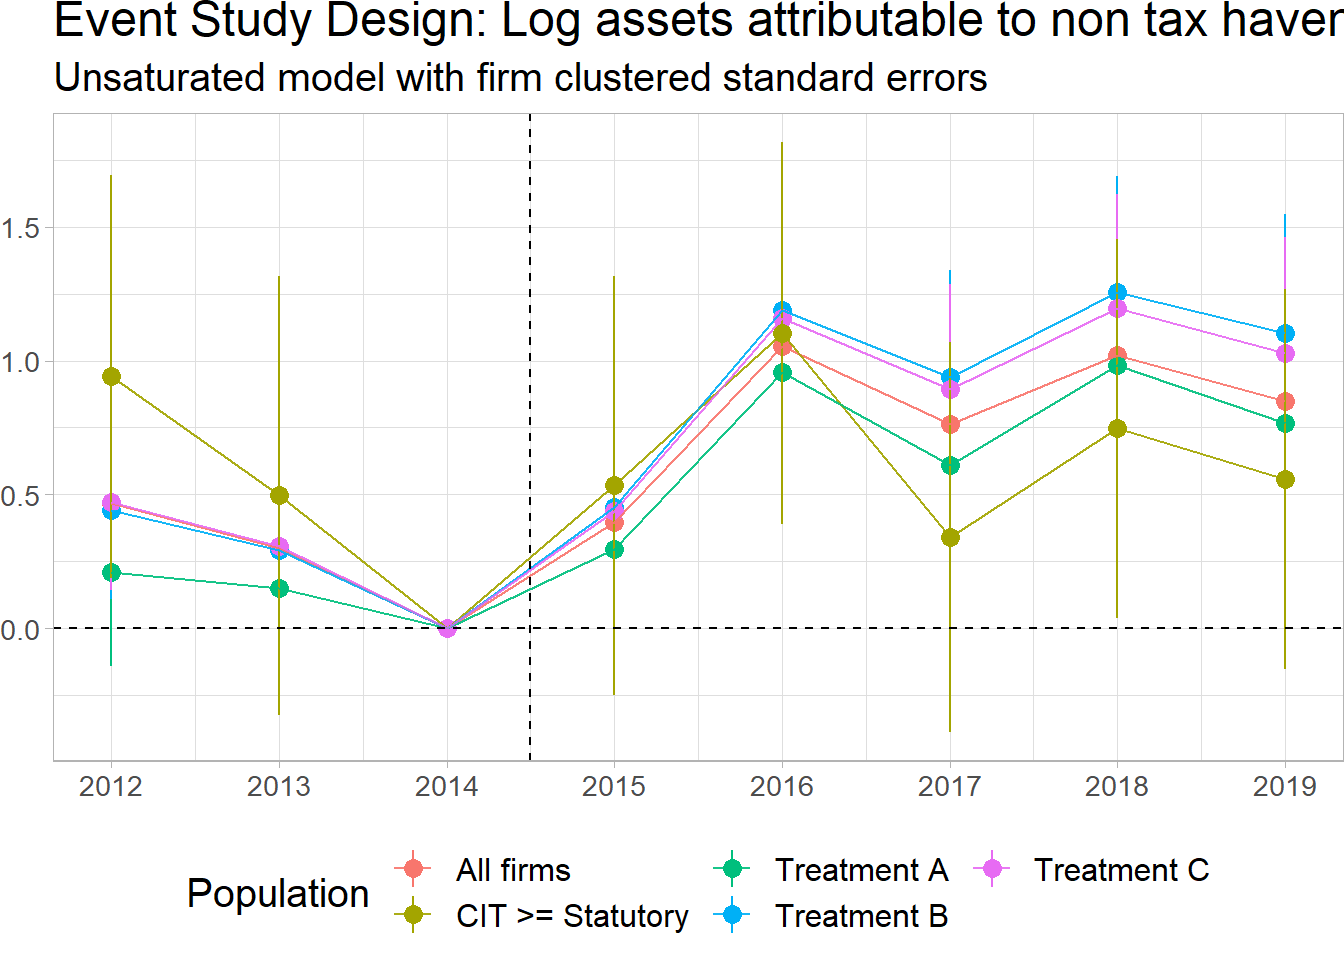 Event Study Design: Log assets attributable to non tax haven
Unsaturated model with firm clustered standard errors
1.5
1.0
0.5
0.0
2012 2013 2014 2015 2016 2017 2018 2019
Population
All firms Treatment A Treatment C
CIT >= Statutory Treatment B